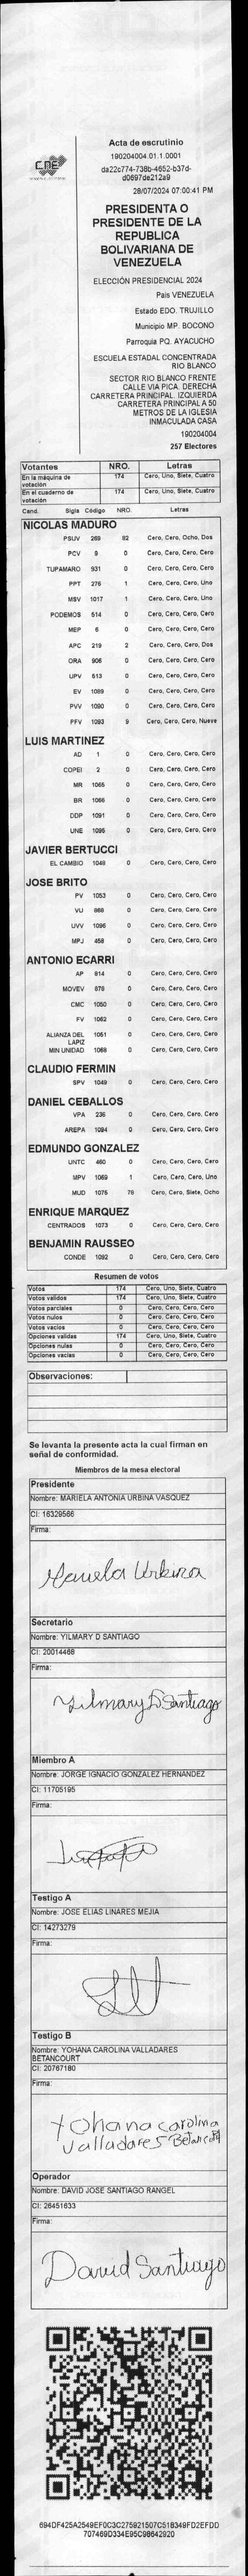 CNE
Acta de escrutinio
190204004.01.1.0001
da22c774-738b-4652-b37d-
d0697de212a9
28/07/2024 07:00:41 PM
PRESIDENTA O
PRESIDENTE DE LA
REPUBLICA
BOLIVARIANA DE
VENEZUELA
ELECCIÓN PRESIDENCIAL 2024
Pais VENEZUELA
Estado EDO. TRUJILLO
Municipio MP. BOCONO
Parroquia PQ. AYACUCHO
ESCUELA ESTADAL CONCENTRADA
RIO BLANCO
SECTOR RIO BLANCO FRENTE
CALLE VIA PICA. DERECHA
CARRETERA PRINCIPAL. IZQUIERDA
CARRETERA PRINCIPAL A 50
METROS DE LA IGLESIA
INMACULADA CASA
190204004
257 Electores
Votantes NRO. Letras
En la máquina de votación 174 Cero, Uno, Siete, Cuatro
En el cuaderno de votación 174 Cero, Uno, Siete, Cuatro
Cand. Sigla Código NRO. Letras
NICOLAS MADURO
PSUV 269 82 Cero, Cero, Ocho, Dos
PCV 9 0 Cero, Cero, Cero, Cero
TUPAMARO 931 0 Cero, Cero, Cero, Cero
PPT 276 1 Cero, Cero, Cero, Uno
MSV 1017 1 Cero, Cero, Cero, Uno
PODEMOS 514 0 Cero, Cero, Cero, Cero
MEP 6 0 Cero, Cero, Cero, Cero
APC 219 2 Cero, Cero, Cero, Dos
ORA 906 0 Cero, Cero, Cero, Cero
UPV 613 0 Cero, Cero, Cero, Cero
EV 1089 0 Cero, Cero, Cero, Cero
PVV 1090 0 Cero, Cero, Cero, Cero
PFV 1093 9 Cero, Cero, Cero, Nueve
LUIS MARTINEZ
AD 1 0 Cero, Cero, Cero, Cero
COPEI 2 0 Cero, Cero, Cero, Cero
MR 1065 0 Cero, Cero, Cero, Cero
BR 1066 0 Cero, Cero, Cero, Cero
DDP 1091 0 Cero, Cero, Cero, Cero
UNE 1096 0 Cero, Cero, Cero, Cero
JAVIER BERTUCCI
EL CAMBIO 1048 0 Cero, Cero, Cero, Cero
JOSE BRITO
PV 1053 0 Cero, Cero, Cero, Cero
VU 869 0 Cero, Cero, Cero, Cero
UVV 1095 0 Cero, Cero, Cero, Cero
MPJ 458 0 Cero, Cero, Cero, Cero
ANTONIO ECARRI
AP 914 0 Cero, Cero, Cero, Cero
MOVEV 878 0 Cero, Cero, Cero, Cero
CMC 1050 0 Cero, Cero, Cero, Cero
FV 1062 0 Cero, Cero, Cero, Cero
ALIANZA DEL LAPIZ 1051 0 Cero, Cero, Cero, Cero
MIN UNIDAD 1068 0 Cero, Cero, Cero, Cero
CLAUDIO FERMIN
SPV 1049 0 Cero, Cero, Cero, Cero
DANIEL CEBALLOS
VPA 236 0 Cero, Cero, Cero, Cero
AREPA 1094 0 Cero, Cero, Cero, Cero
EDMUNDO GONZALEZ
UNTC 460 0 Cero, Cero, Cero, Cero
MPV 1069 1 Cero, Cero, Cero, Uno
MUD 1075 78 Cero, Cero, Siete, Ocho
ENRIQUE MARQUEZ
CENTRADOS 1073 0 Cero, Cero, Cero, Cero
BENJAMIN RAUSSEO
CONDE 1092 0 Cero, Cero, Cero, Cero
Resumen de votos
Votos 174 Cero, Uno, Siete, Cuatro
Votos validos 174 Cero, Uno, Siete, Cuatro
Votos parciales 0 Cero, Cero, Cero, Cero
Votos nulos 0 Cero, Cero, Cero, Cero
Votos vacios 0 Cero, Cero, Cero, Cero
Opciones validas 174 Cero, Uno, Siete, Cuatro
Opciones nulas 0 Cero, Cero, Cero, Cero
Opciones vacias 0 Cero, Cero, Cero, Cero
Observaciones:
Se levanta la presente acta la cual firman en
señal de conformidad.
Miembros de la mesa electoral
Presidente
Nombre: MARIELA ANTONIA URBINA VASQUEZ
CI: 16329566
Firma:
Mariela Urbina
Secretario
Nombre: YILMARY D SANTIAGO
CI: 20014468
Firma:
Yilmary D Santiago
Miembro A
Nombre: JORGE IGNACIO GONZALEZ HERNANDEZ
CI: 11705195
Firma:
Testigo A
Nombre: JOSE ELIAS LINARES MEJIA
CI: 14273279
Firma:
Testigo B
Nombre: YOHANA CAROLINA VALLADARES
BETANCOURT
CI: 20767180
Firma:
Yohana carolina
Valladares Betancourt
Operador
Nombre: DAVID JOSE SANTIAGO RANGEL
CI: 26451633
Firma:
David Santiago
694DF425A2549EF0C3C275921507C51B349FD2EFDD
707469D334E95C98642920